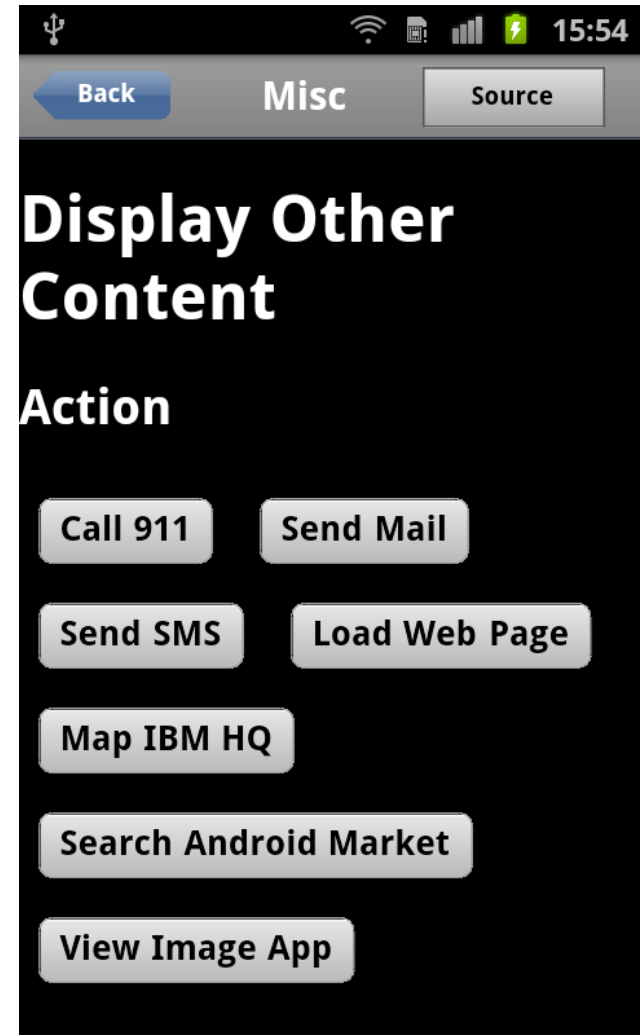 15:54
Back Misc Source
Display Other
Content
Action
Call 911 Send Mail
Send SMS Load Web Page
Map IBM HQ
Search Android Market
View Image App